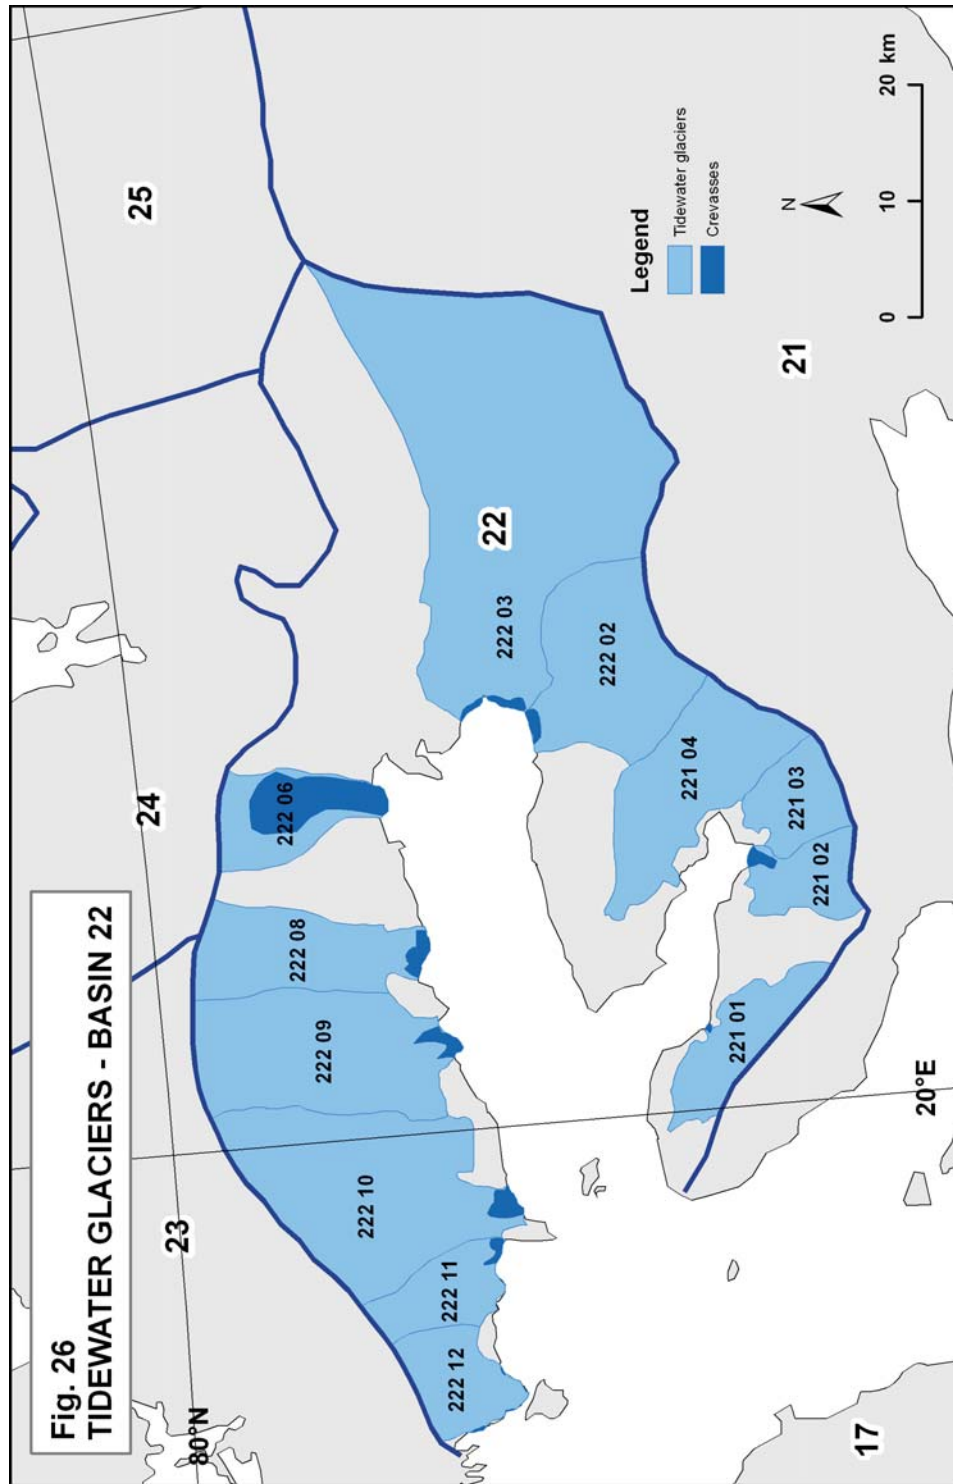 Fig. 26
TIDEWATER GLACIERS - BASIN 22
80°N
23
24
25
222 12
222 11
222 10
222 09
222 08
222 06
222 03
22
222 02
221 04
221 03
221 02
221 01
20°E
17
21
Legend
Tidewater glaciers
Crevasses
N
0 10 20 km